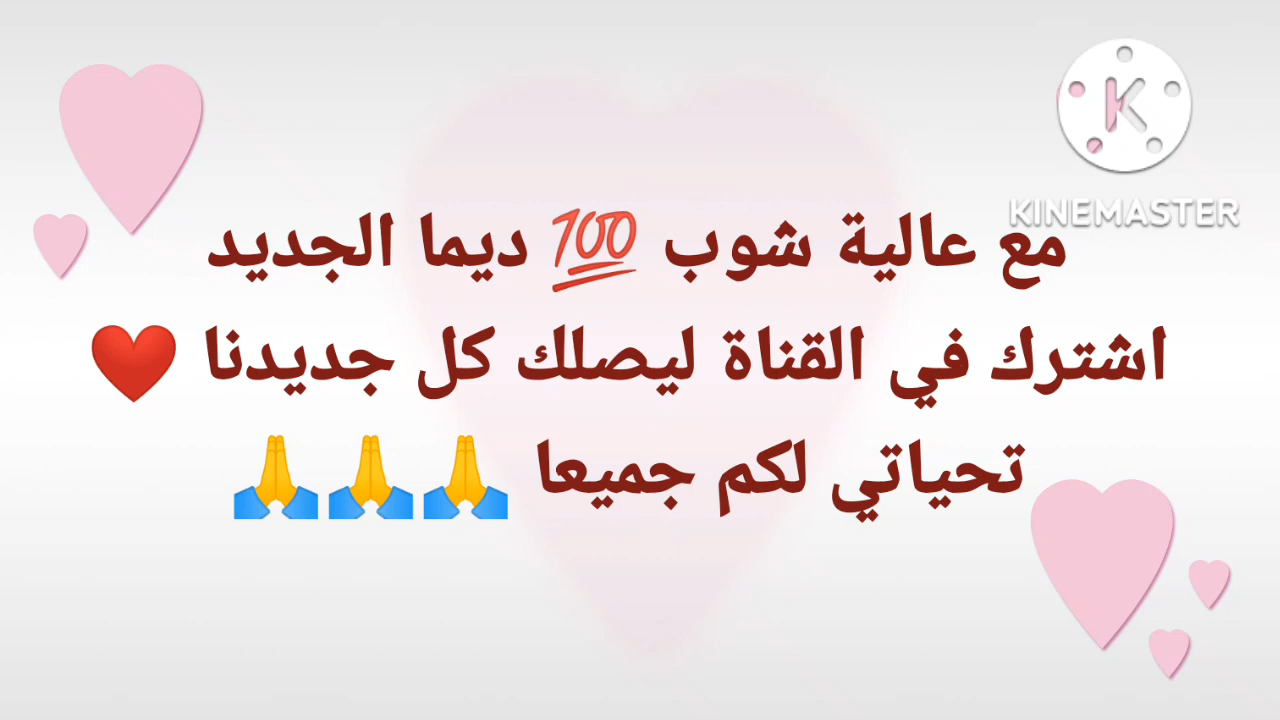 KINEMASTER
مع عالية شوب 💯 ديما الجديد
اشترك في القناة ليصلك كل جديدنا ❤️
تحياتي لكم جميعا 🙏🙏🙏